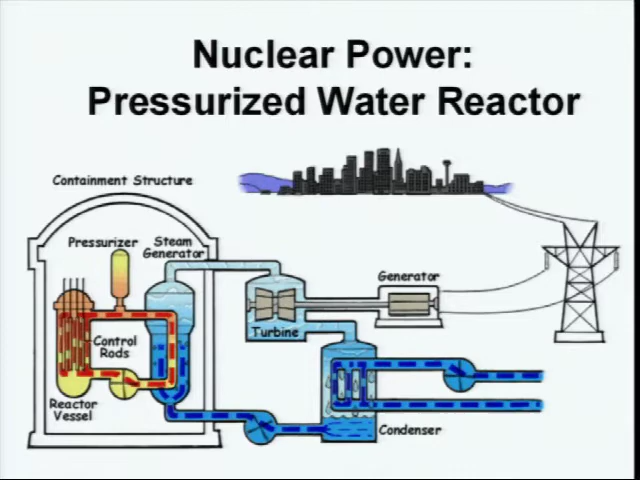 Nuclear Power:
Pressurized Water Reactor
Containment Structure
Pressurizer
Steam
Generator
Generator
Turbine
Control
Rods
Reactor
Vessel
Condenser